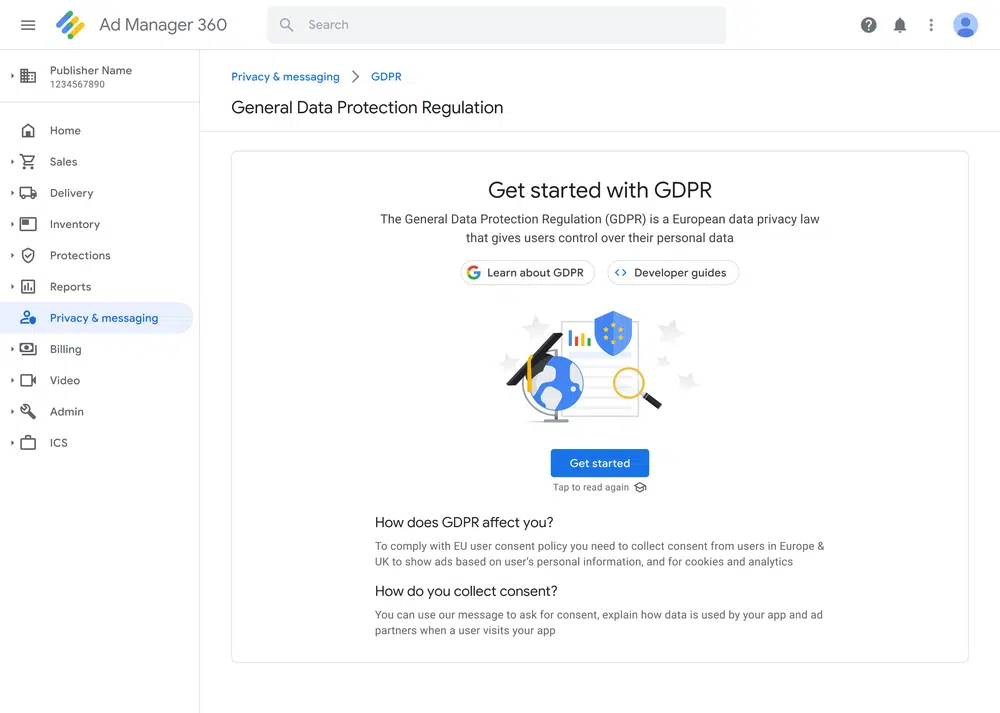 Ad Manager 360
Search
Publisher Name
1234567890
Home
Sales
Delivery
Inventory
Protections
Reports
Privacy & messaging
Billing
Video
Admin
ICS
Privacy & messaging
GDPR
General Data Protection Regulation
Get started with GDPR
The General Data Protection Regulation (GDPR) is a European data privacy law
that gives users control over their personal data
Learn about GDPR
Developer guides
Get started
Tap to read again
How does GDPR affect you?
To comply with EU user consent policy you need to collect consent from users in Europe &
UK to show ads based on user's personal information, and for cookies and analytics
How do you collect consent?
You can use our message to ask for consent, explain how data is used by your app and ad
partners when a user visits your app